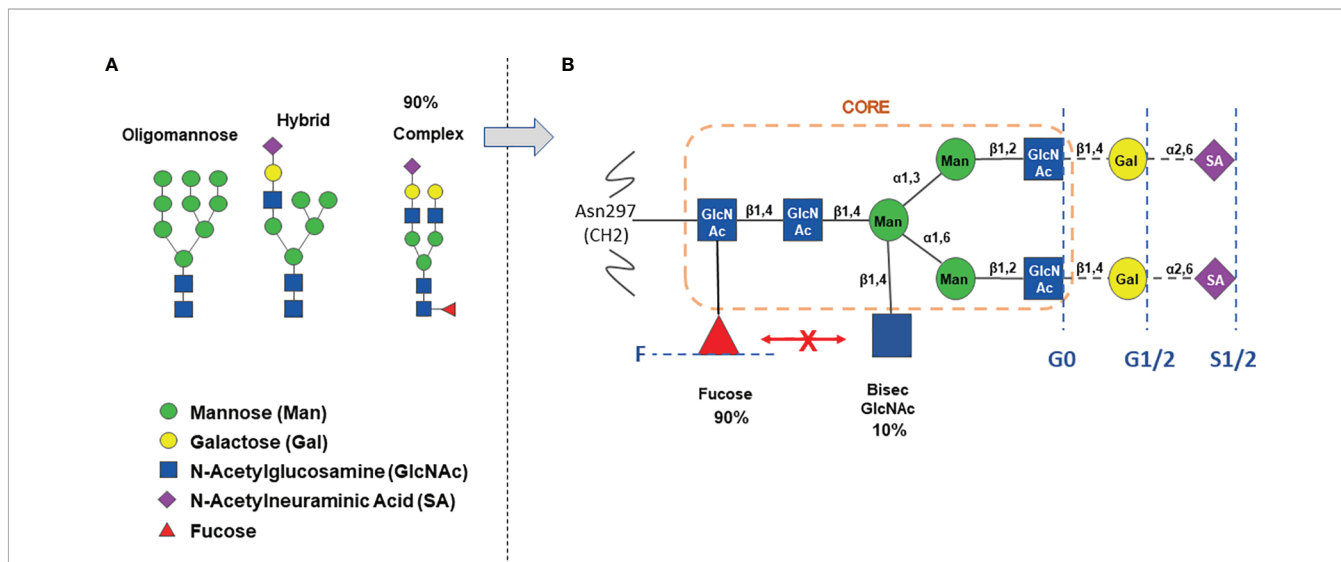 A
90%
Oligomannose
Hybrid
Complex
Mannose (Man)
Galactose (Gal)
N-Acetylglucosamine (GlcNAc)
N-Acetylneuraminic Acid (SA)
Fucose
B
CORE
Asn297
(CH2)
GlcN
Ac
β1,4
GlcN
Ac
β1,4
Man
α1,3
Man
β1,2
GlcN
Ac
β1,4
Gal
α2,6
SA
α1,6
Man
β1,2
GlcN
Ac
β1,4
Gal
α2,6
SA
β1,4
F
X
Fucose
90%
Bisec
GlcNAc
10%
G0
G1/2
S1/2